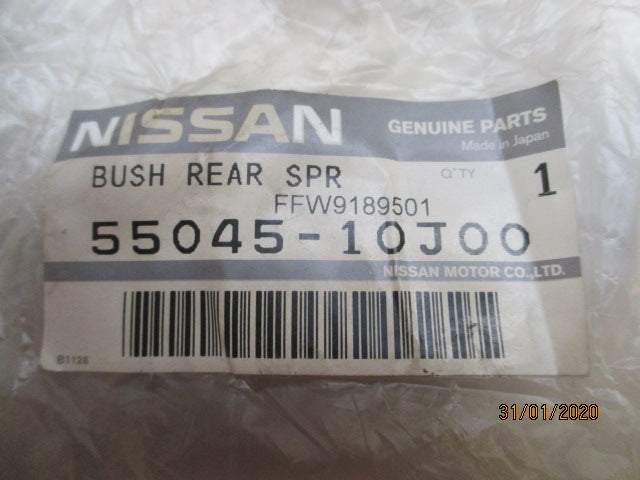 NISSAN
GENUINE PARTS
Made in Japan
BUSH REAR SPR
Q'TY
1
FFW9189501
55045-10J00
NISSAN MOTOR CO.,LTD.
B1128
31/01/2020